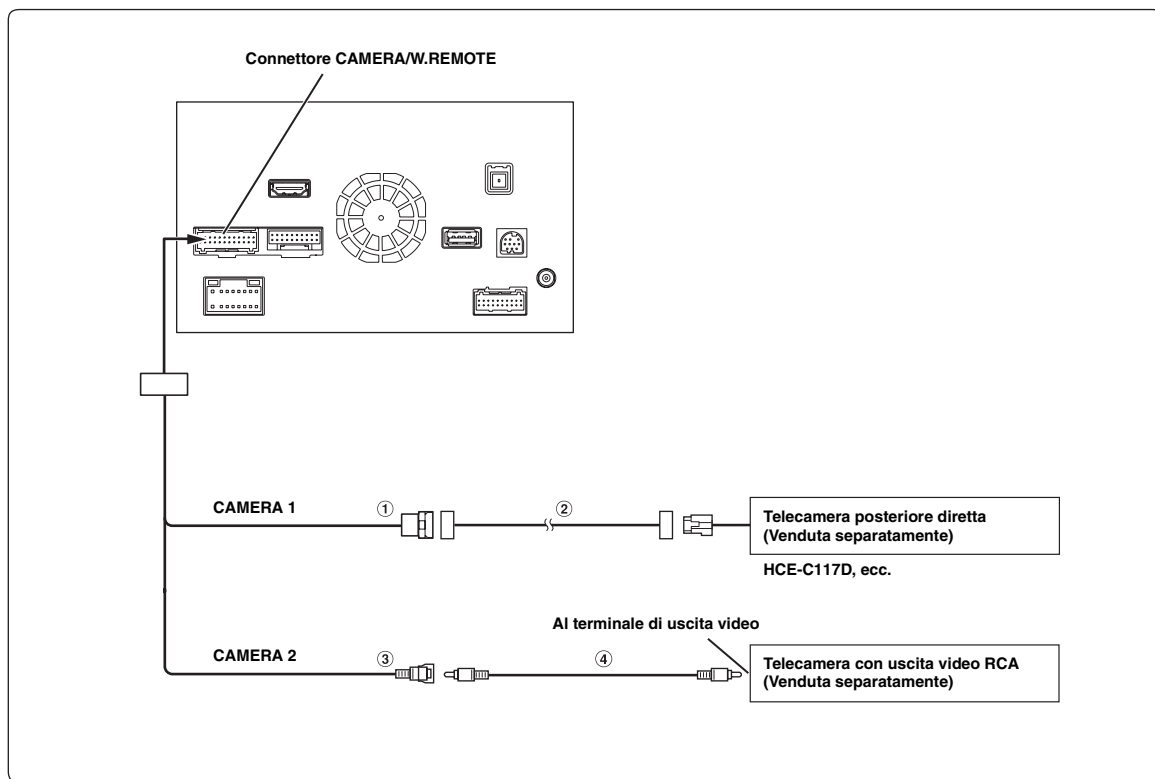 Connettore CAMERA/W.REMOTE
CAMERA 1
①
②
Telecamera posteriore diretta
(Venduta separatamente)
HCE-C117D, ecc.
Al terminale di uscita video
CAMERA 2
③
④
Telecamera con uscita video RCA
(Venduta separatamente)